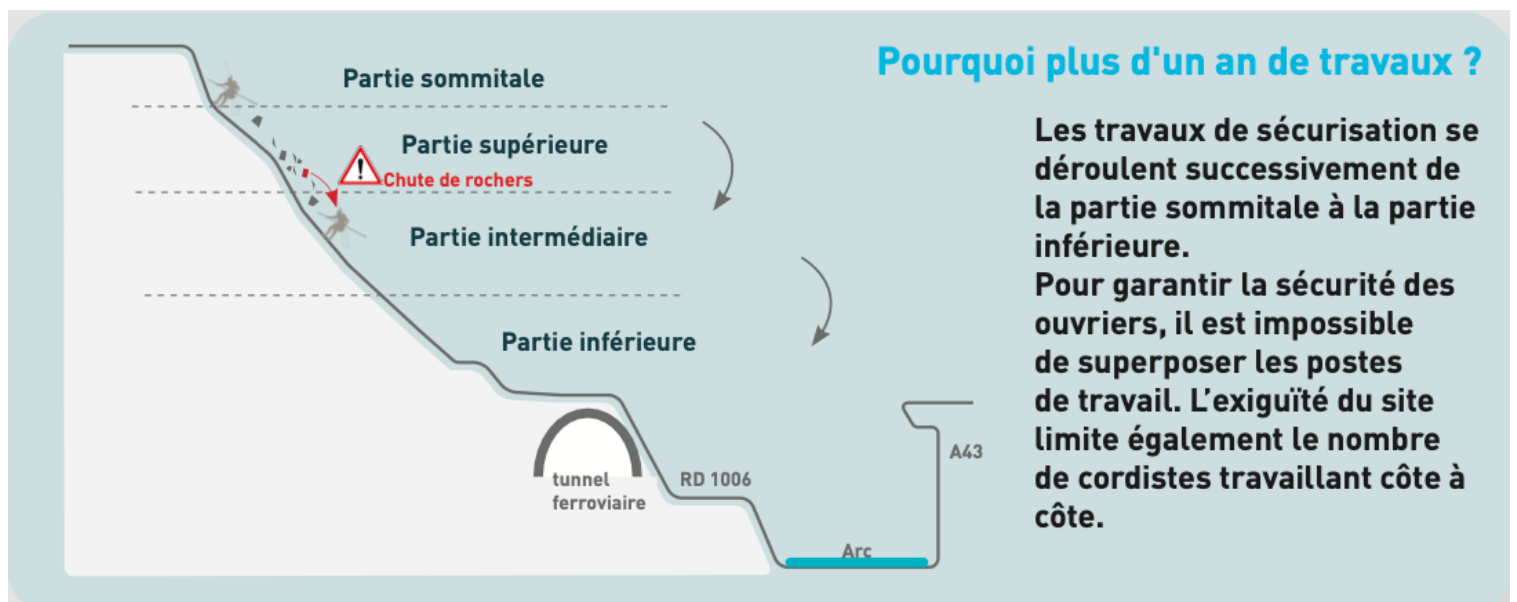 Pourquoi plus d'un an de travaux ?
Partie sommitale
Partie supérieure
Chute de rochers
Partie intermédiaire
Partie inférieure
tunnel
ferroviaire
RD 1006
A43
Arc
Les travaux de sécurisation se
déroulent successivement de
la partie sommitale à la partie
inférieure.
Pour garantir la sécurité des
ouvriers, il est impossible
de superposer les postes
de travail. L’exiguïté du site
limite également le nombre
de cordistes travaillant côte à
côte.